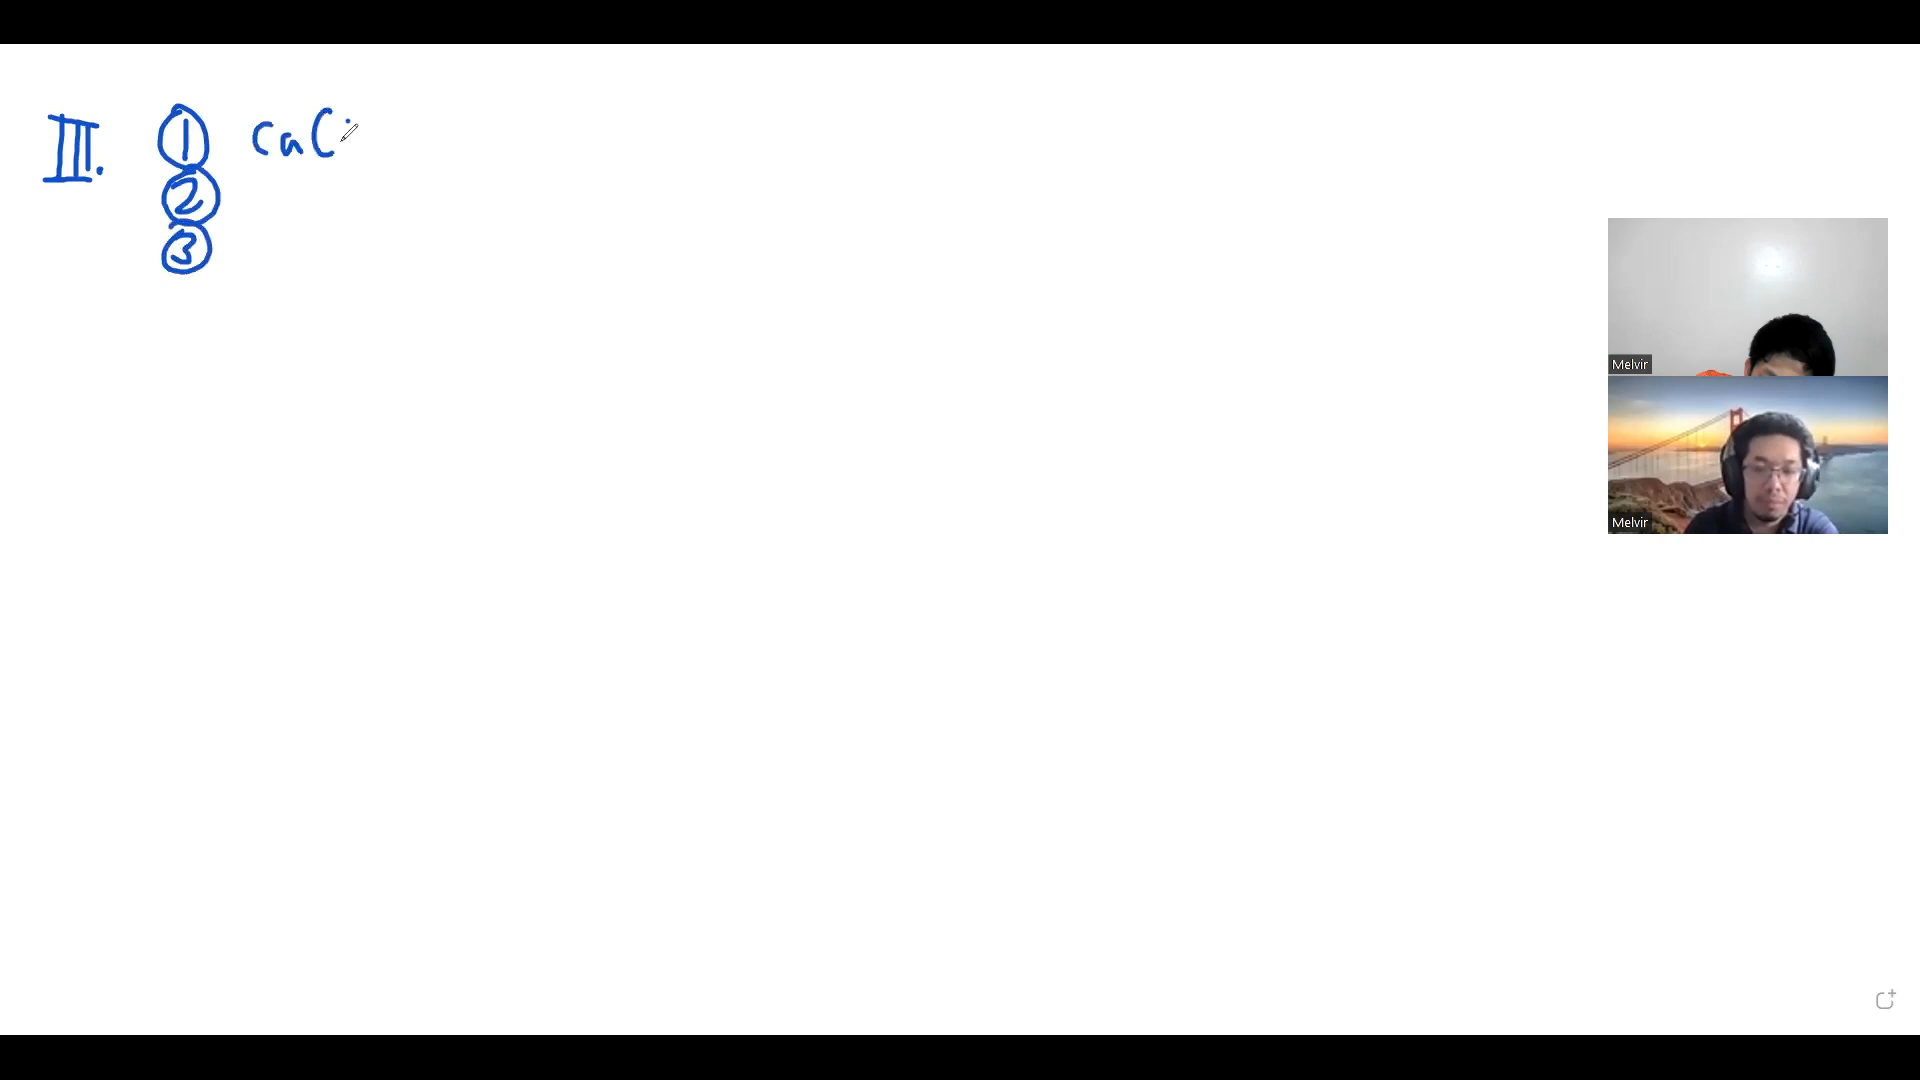 III. ① caC
②
③
Melvir
Melvir